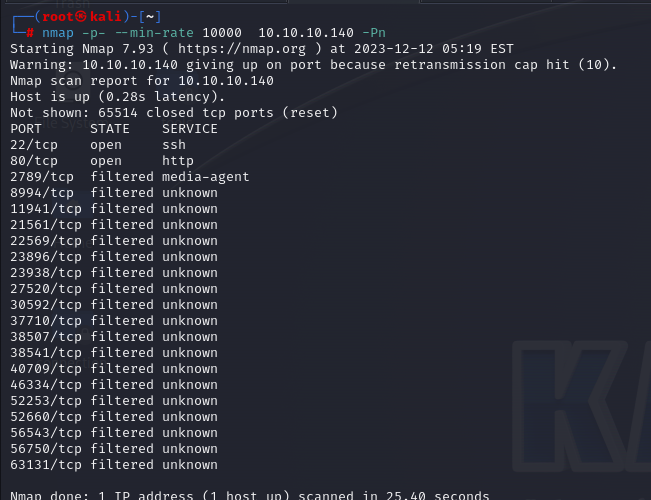 ┌──(root㉿kali)-[~]
└─# nmap -p- --min-rate 10000  10.10.10.140 -Pn
Starting Nmap 7.93 ( https://nmap.org ) at 2023-12-12 05:19 EST
Warning: 10.10.10.140 giving up on port because retransmission cap hit (10).
Nmap scan report for 10.10.10.140
Host is up (0.28s latency).
Not shown: 65514 closed tcp ports (reset)
PORT      STATE    SERVICE
22/tcp    open     ssh
80/tcp    open     http
2789/tcp  filtered media-agent
8994/tcp  filtered unknown
11941/tcp filtered unknown
21561/tcp filtered unknown
22569/tcp filtered unknown
23896/tcp filtered unknown
23938/tcp filtered unknown
27520/tcp filtered unknown
30592/tcp filtered unknown
37710/tcp filtered unknown
38507/tcp filtered unknown
38541/tcp filtered unknown
40709/tcp filtered unknown
46334/tcp filtered unknown
52253/tcp filtered unknown
52660/tcp filtered unknown
56543/tcp filtered unknown
56750/tcp filtered unknown
63131/tcp filtered unknown
Nmap done: 1 IP address (1 host up) scanned in 25.40 seconds